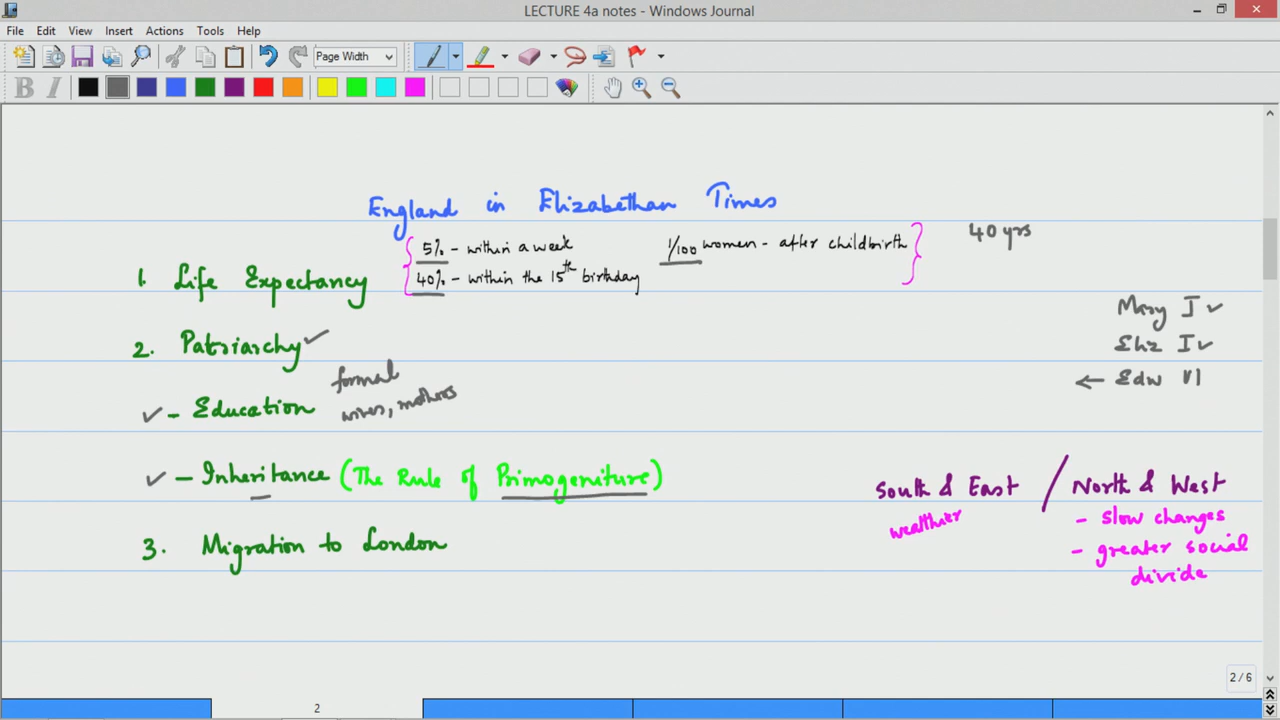 LECTURE 4a notes - Windows Journal
File Edit View Insert Actions Tools Help
Page Width
B I
England in Elizabethan Times
5% - within a week
1/100 women - after childbirth
40 yrs
1. Life Expectancy
40% - within the 15th birthday
Mary I ✓
2. Patriarchy ✓
Eliz I ✓
formal
← Edw VI
✓ - Education
wives, mothers
✓ - Inheritance (The Rule of Primogeniture)
South & East / North & West
wealthier
- slow changes
3. Migration to London
- greater social
divide
2 / 6
2